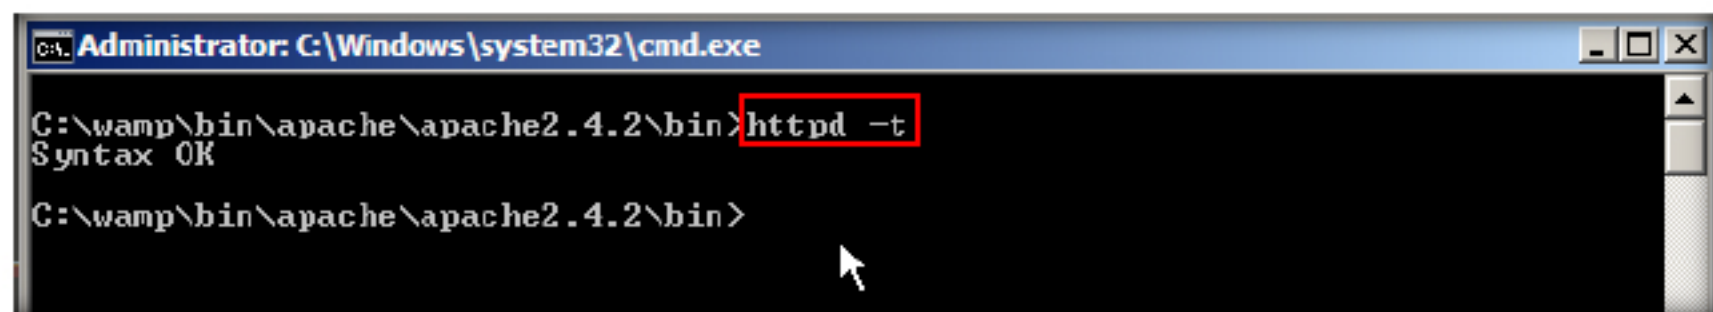 Administrator: C:\Windows\system32\cmd.exe
C:\wamp\bin\apache\apache2.4.2\bin>httpd -t
Syntax OK
C:\wamp\bin\apache\apache2.4.2\bin>